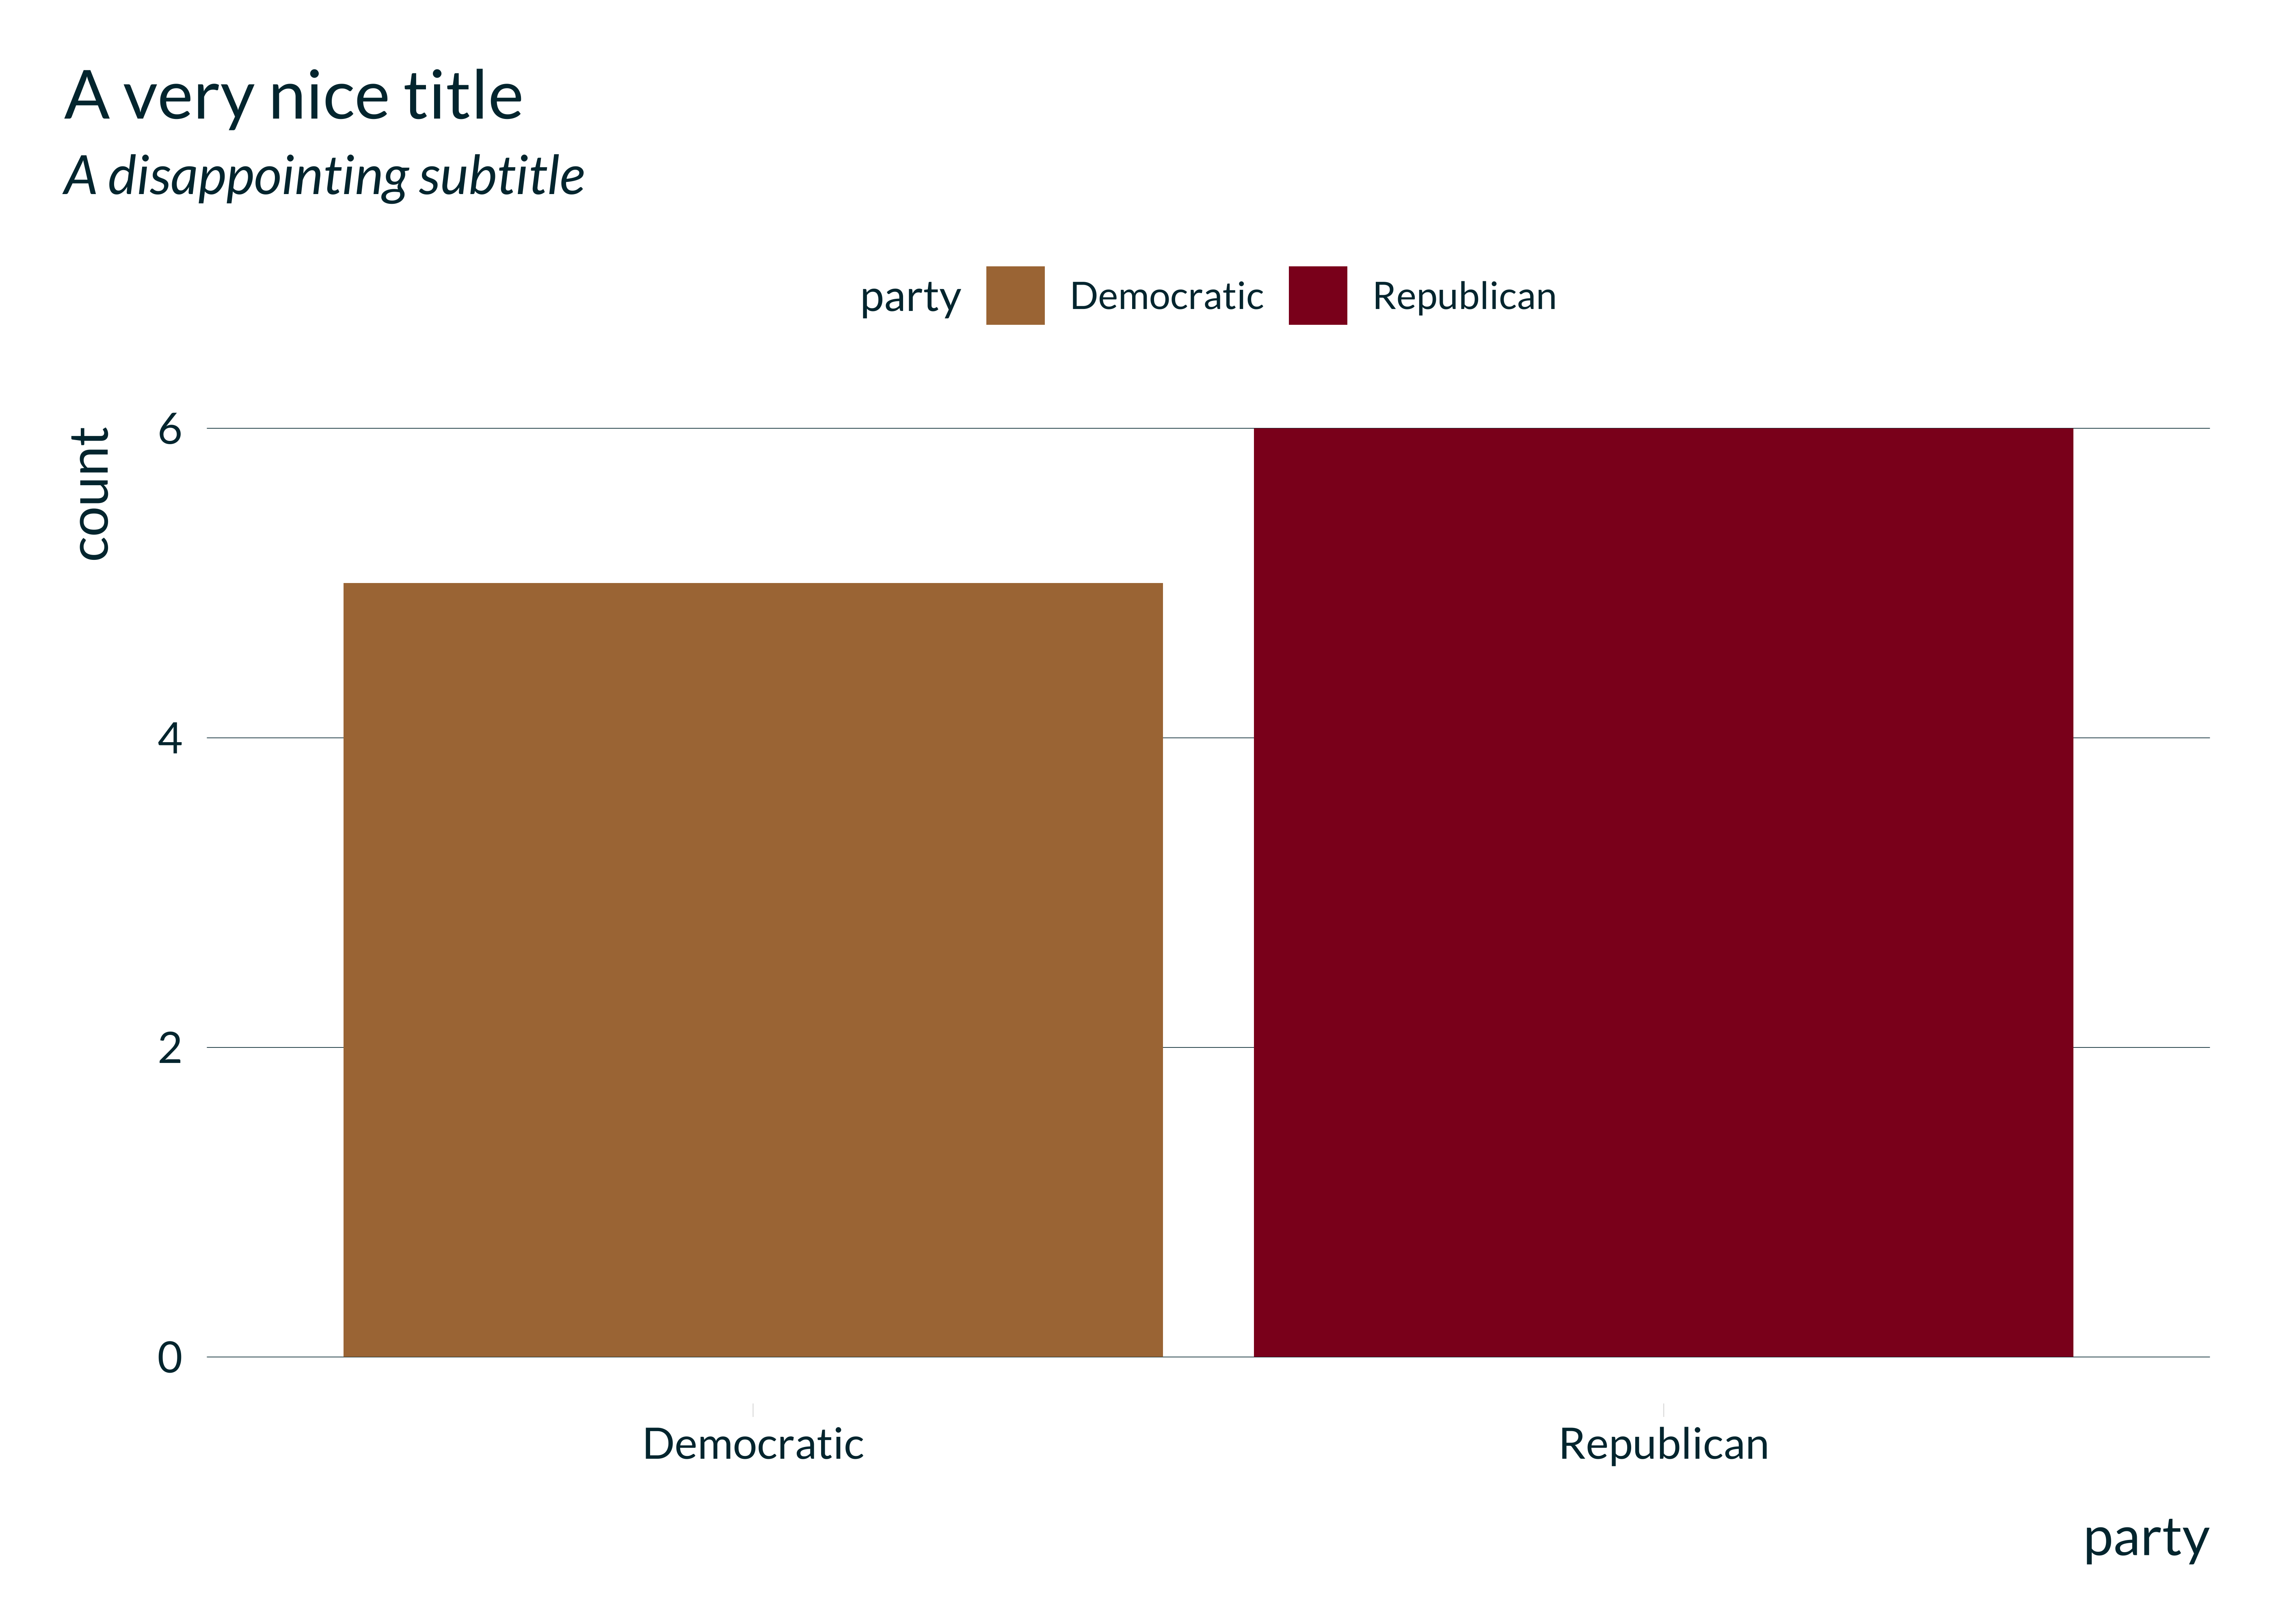 A very nice title
A disappointing subtitle
party Democratic Republican
count
6
4
2
0
Democratic Republican
party